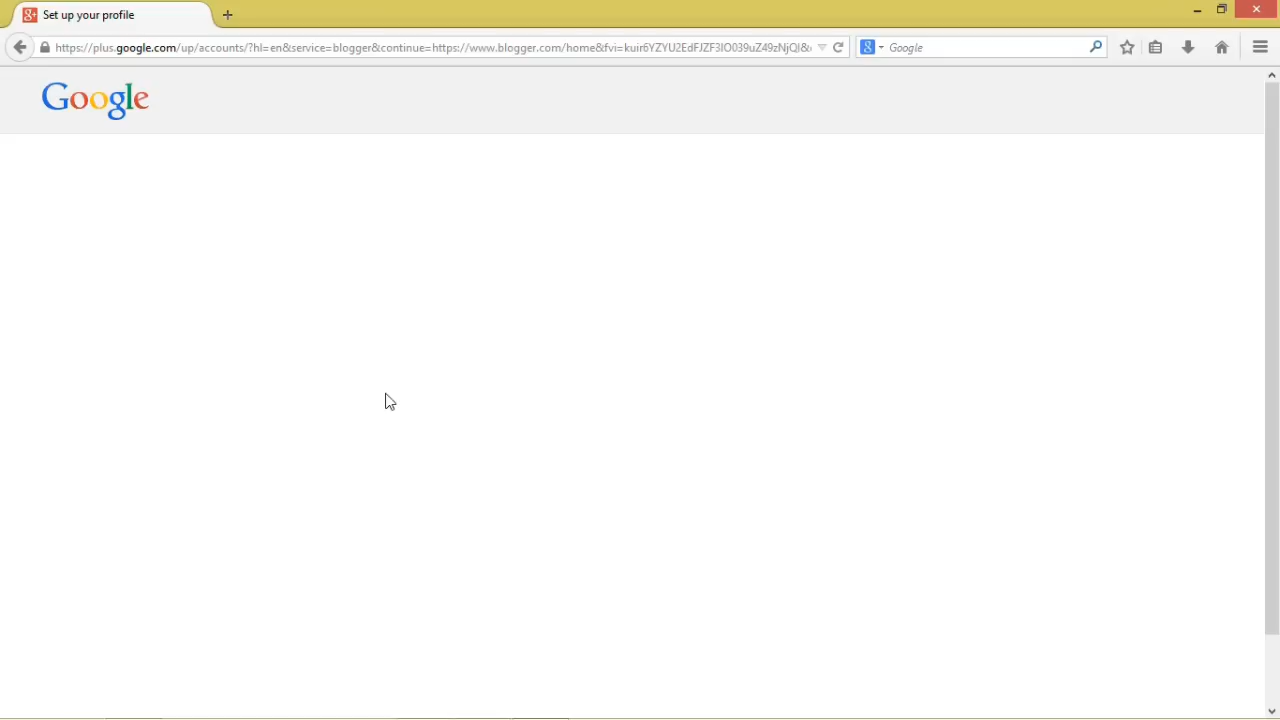 Set up your profile
https://plus.google.com/up/accounts/?hl=en&service=blogger&continue=https://www.blogger.com/home&fvi=kuir6YZYU2EdFJZF3IO039uZ49zNjQI&
Google
Google